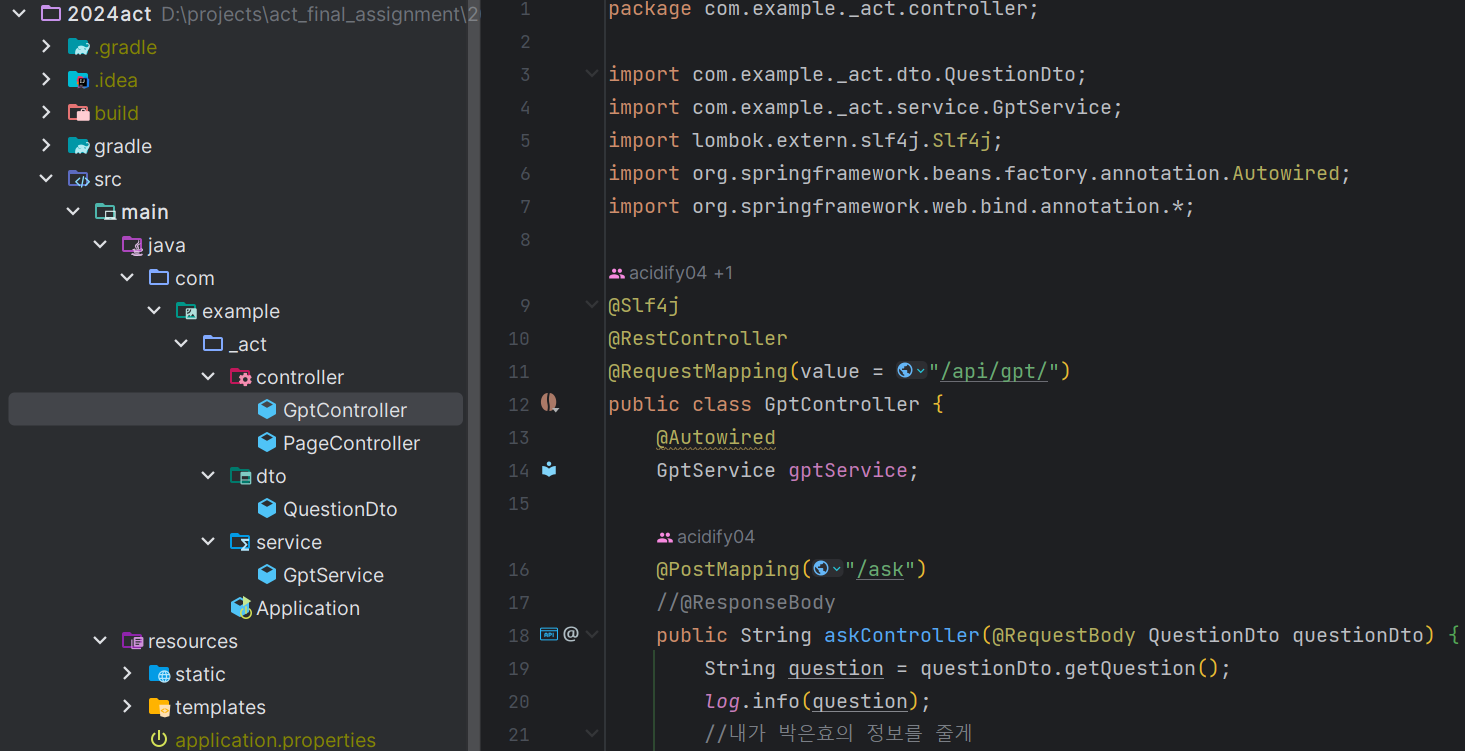 2024act D:\projects\act_final_assignment\2
.gradle
.idea
build
gradle
src
main
java
com
example
_act
controller
GptController
PageController
dto
QuestionDto
service
GptService
Application
resources
static
templates
application.properties
1 package com.example._act.controller;
2
3 import com.example._act.dto.QuestionDto;
4 import com.example._act.service.GptService;
5 import lombok.extern.slf4j.Slf4j;
6 import org.springframework.beans.factory.annotation.Autowired;
7 import org.springframework.web.bind.annotation.*;
8
acidify04 +1
9 @Slf4j
10 @RestController
11 @RequestMapping(value = "/api/gpt/")
12 public class GptController {
13 @Autowired
14 GptService gptService;
15
acidify04
16 @PostMapping("/ask")
17 //@ResponseBody
18 API @ public String askController(@RequestBody QuestionDto questionDto) {
19 String question = questionDto.getQuestion();
20 log.info(question);
21 //내가 박은효의 정보를 줄게